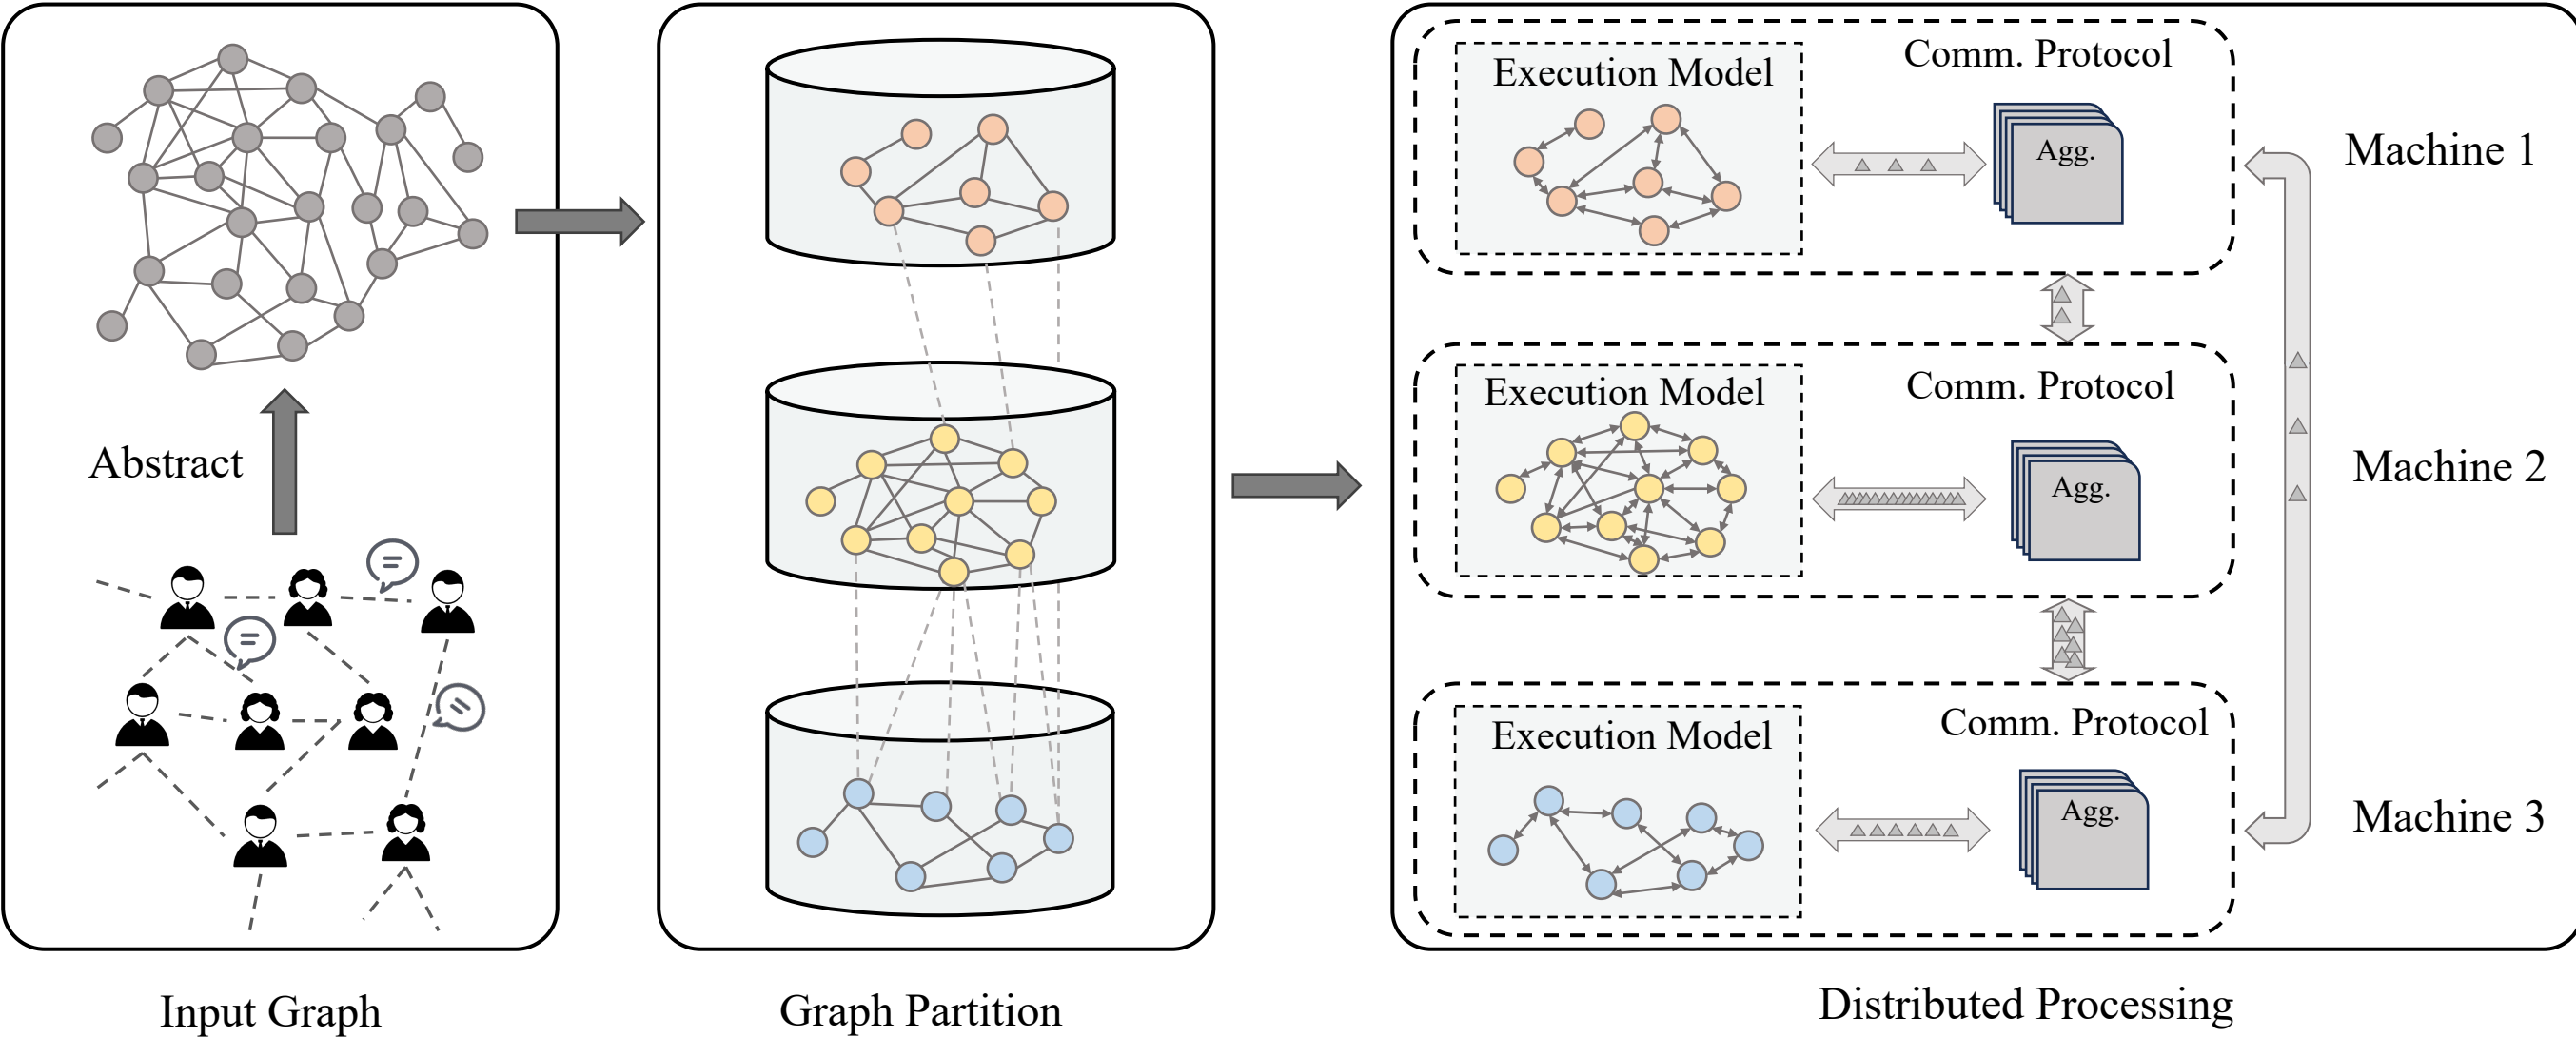 Abstract
Input Graph
Graph Partition
Execution Model
Comm. Protocol
Agg.
Machine 1
Execution Model
Comm. Protocol
Agg.
Machine 2
Execution Model
Comm. Protocol
Agg.
Machine 3
Distributed Processing